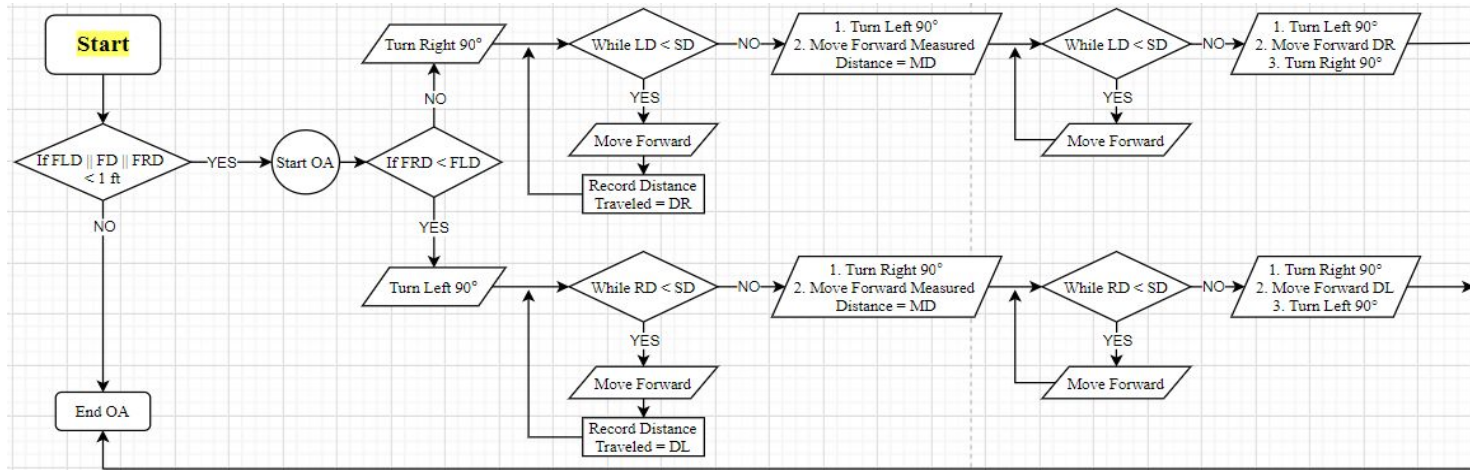 Start
If FLD || FD || FRD
< 1 ft
YES
NO
End OA
Start OA
If FRD < FLD
NO
Turn Right 90°
While LD < SD
YES
Move Forward
Record Distance
Traveled = DR
NO
1. Turn Left 90°
2. Move Forward Measured
Distance = MD
While LD < SD
YES
Move Forward
NO
1. Turn Left 90°
2. Move Forward DR
3. Turn Right 90°
YES
Turn Left 90°
While RD < SD
YES
Move Forward
Record Distance
Traveled = DL
NO
1. Turn Right 90°
2. Move Forward Measured
Distance = MD
While RD < SD
YES
Move Forward
NO
1. Turn Right 90°
2. Move Forward DL
3. Turn Left 90°